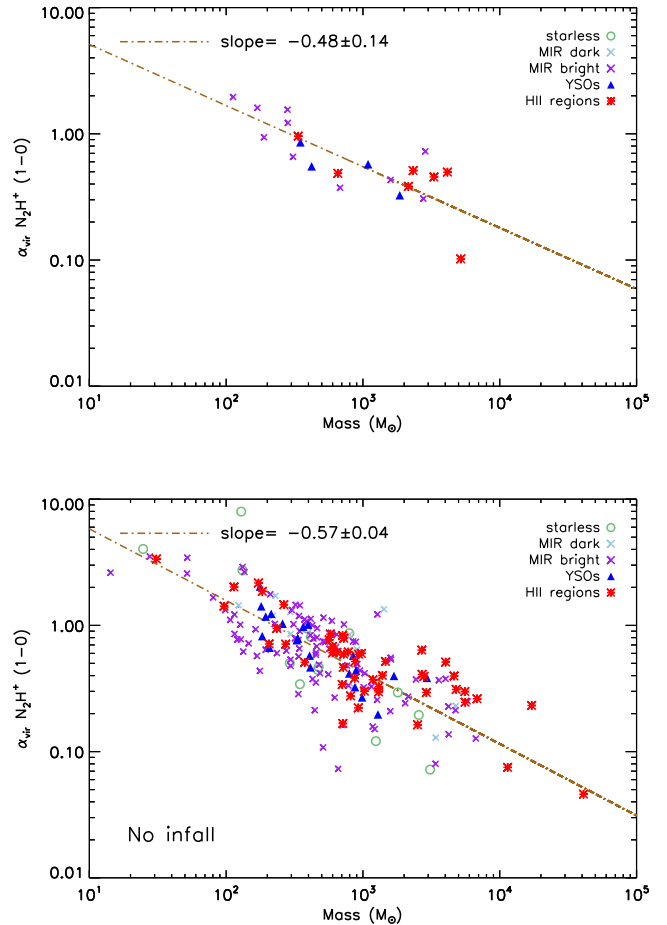 10.00
1.00
0.10
0.01
α_vir N₂H⁺ (1−0)
slope= −0.48±0.14
starless
MIR dark
MIR bright
YSOs
HII regions
10¹ 10² 10³ 10⁴ 10⁵
Mass (M☉)
10.00
1.00
0.10
0.01
α_vir N₂H⁺ (1−0)
slope= −0.57±0.04
starless
MIR dark
MIR bright
YSOs
HII regions
No infall
10¹ 10² 10³ 10⁴ 10⁵
Mass (M☉)